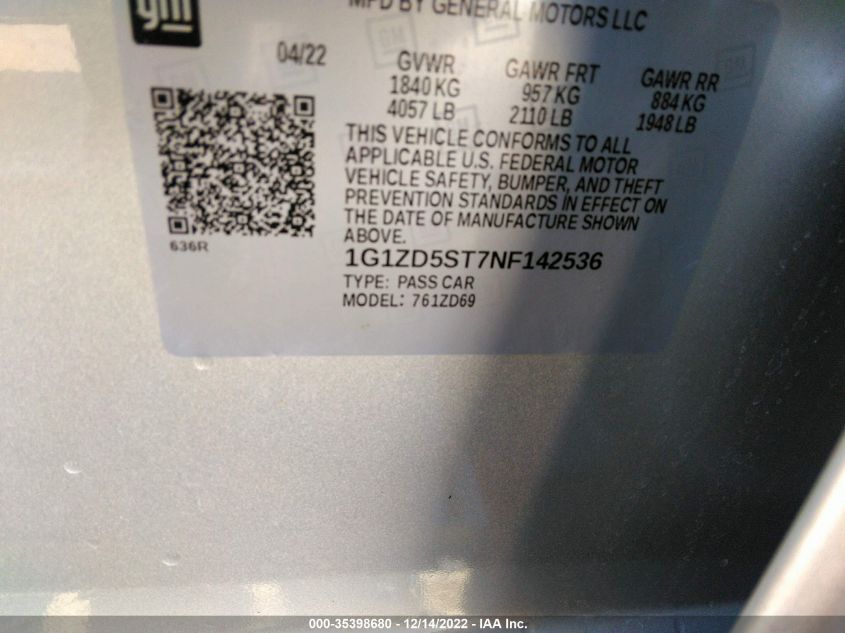 gm
MFD BY GENERAL MOTORS LLC
04/22
GVWR GAWR FRT GAWR RR
1840 KG 957 KG 884 KG
4057 LB 2110 LB 1948 LB
THIS VEHICLE CONFORMS TO ALL
APPLICABLE U.S. FEDERAL MOTOR
VEHICLE SAFETY, BUMPER, AND THEFT
PREVENTION STANDARDS IN EFFECT ON
THE DATE OF MANUFACTURE SHOWN
ABOVE.
636R
1G1ZD5ST7NF142536
TYPE: PASS CAR
MODEL: 761ZD69
000-35398680 - 12/14/2022 - IAA Inc.